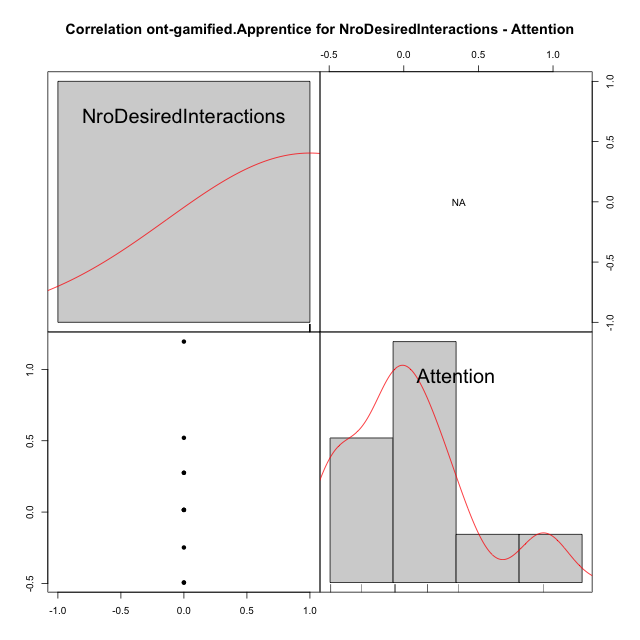 Correlation ont-gamified.Apprentice for NroDesiredInteractions - Attention
-0.5 0.0 0.5 1.0
NroDesiredInteractions
NA
1.0
0.5
0.0
-0.5
-1.0
Attention
1.0
0.5
0.0
-0.5
-1.0 -0.5 0.0 0.5 1.0